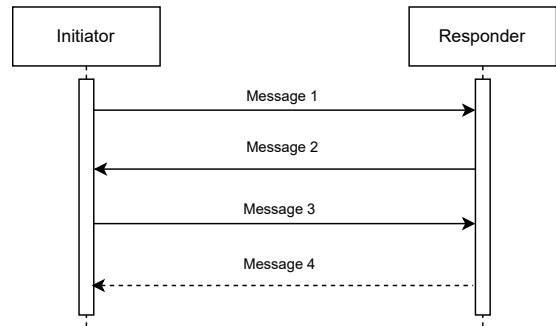 Initiator
Responder
Message 1
Message 2
Message 3
Message 4